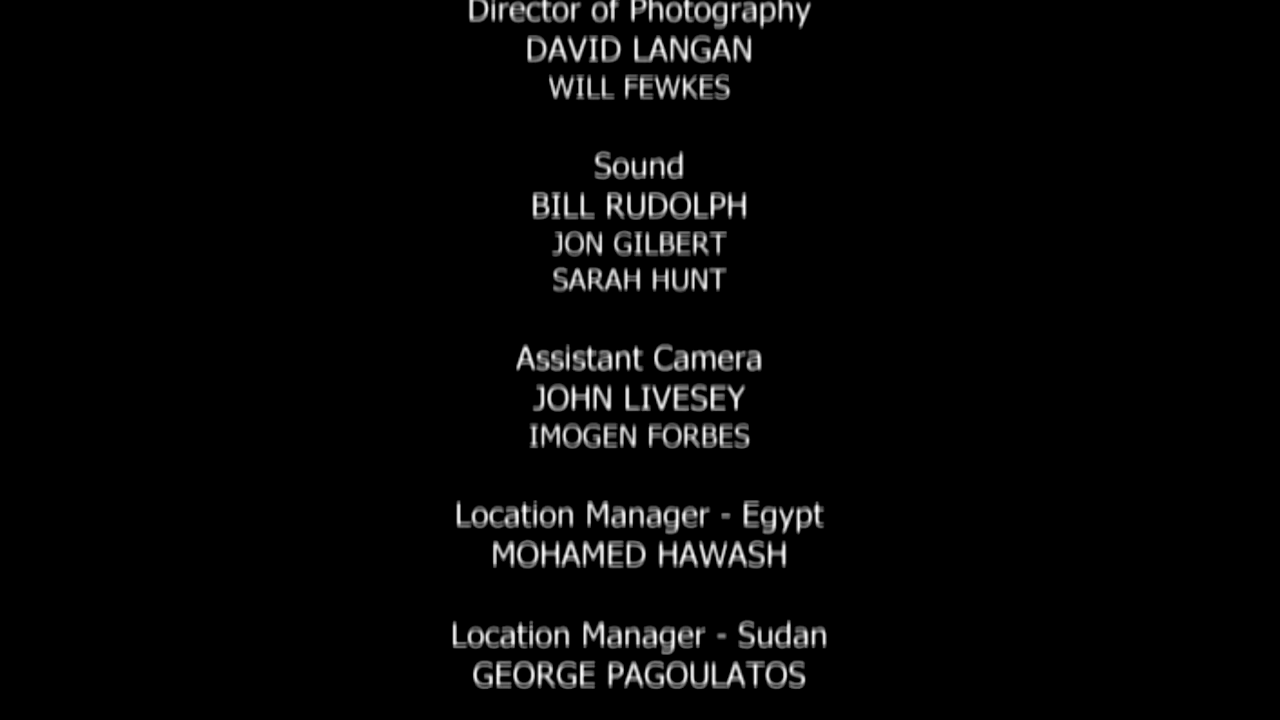 Director of Photography
DAVID LANGAN
WILL FEWKES
Sound
BILL RUDOLPH
JON GILBERT
SARAH HUNT
Assistant Camera
JOHN LIVESEY
IMOGEN FORBES
Location Manager - Egypt
MOHAMED HAWASH
Location Manager - Sudan
GEORGE PAGOULATOS